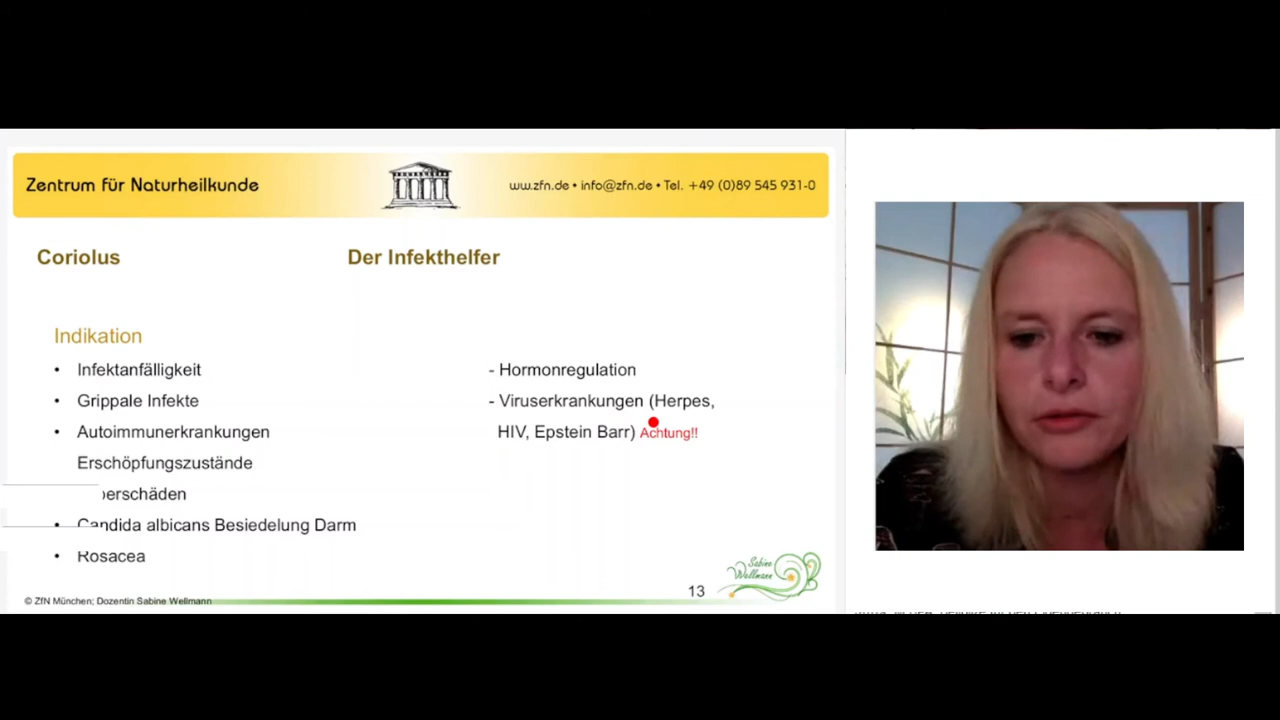 Zentrum für Naturheilkunde
ww.zfn.de • info@zfn.de • Tel. +49 (0)89 545 931-0
Coriolus
Der Infekthelfer
Indikation
• Infektanfälligkeit
• Grippale Infekte
• Autoimmunerkrankungen
Erschöpfungszustände
berschäden
• Candida albicans Besiedelung Darm
• Rosacea
- Hormonregulation
- Viruserkrankungen (Herpes,
HIV, Epstein Barr) Achtung!!
Sabine
Wellmann
13
© ZfN München; Dozentin Sabine Wellmann